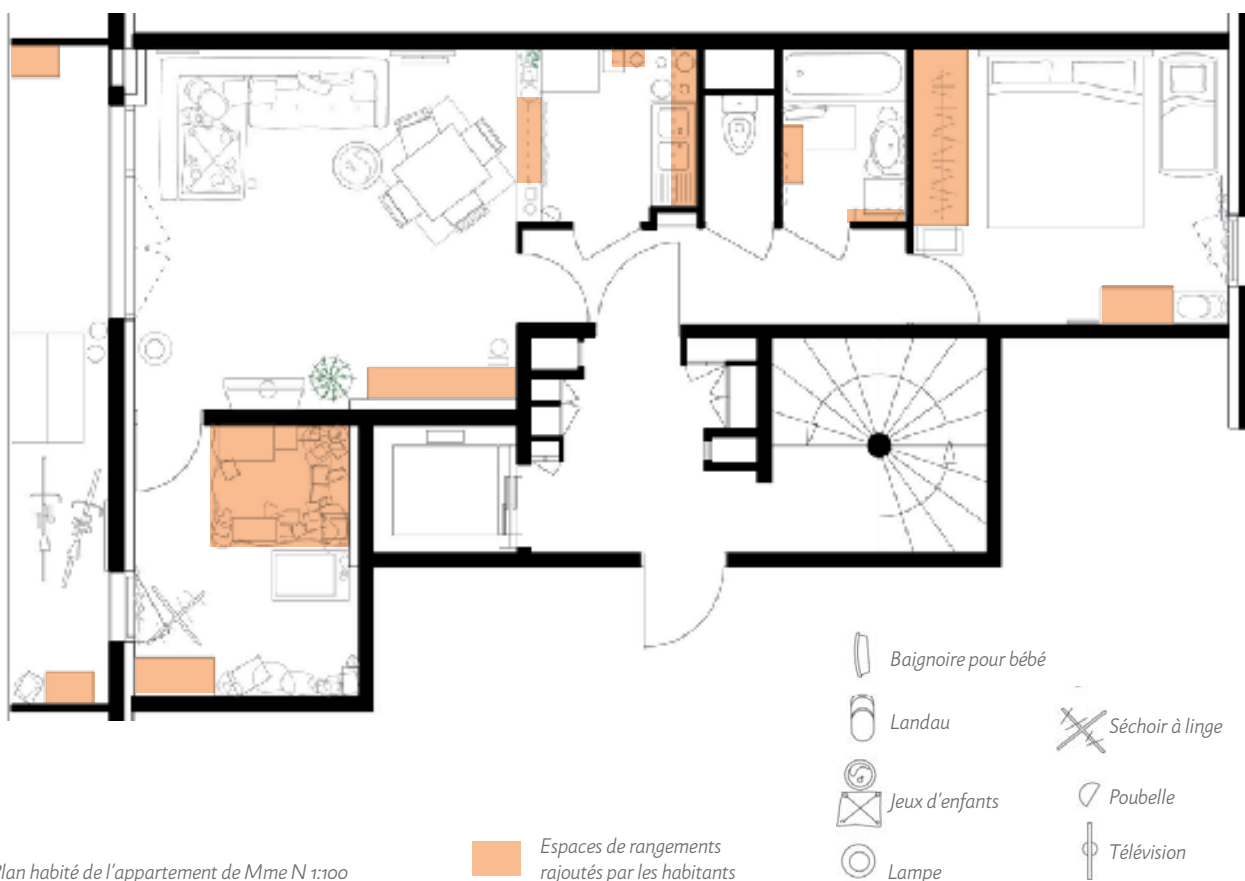 Baignoire pour bébé
Landau
Séchoir à linge
Jeux d'enfants
Poubelle
Espaces de rangements
rajoutés par les habitants
Télévision
Lampe
Plan habité de l'appartement de Mme N 1:100